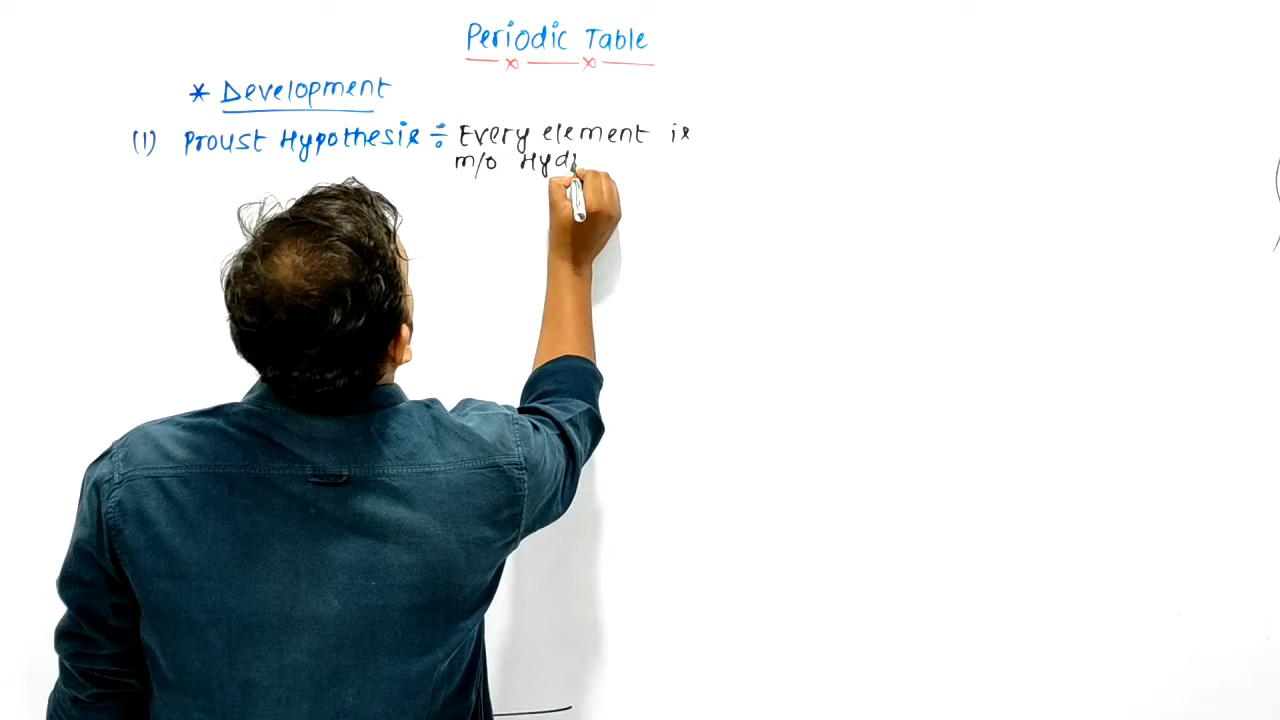 Periodic Table
* Development
(1) Proust Hypothesis ÷ Every element is
m/o Hyd